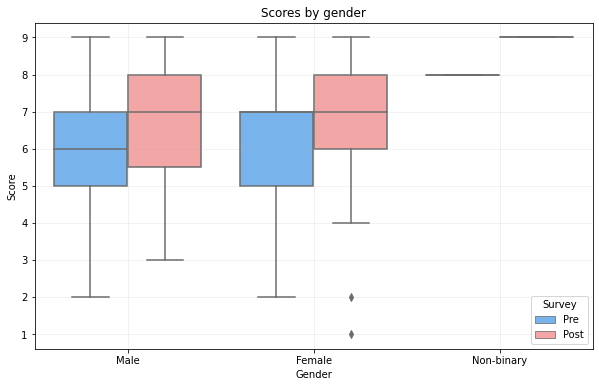 Scores by gender
Score
9
8
7
6
5
4
3
2
1
Male
Female
Non-binary
Gender
Survey
Pre
Post